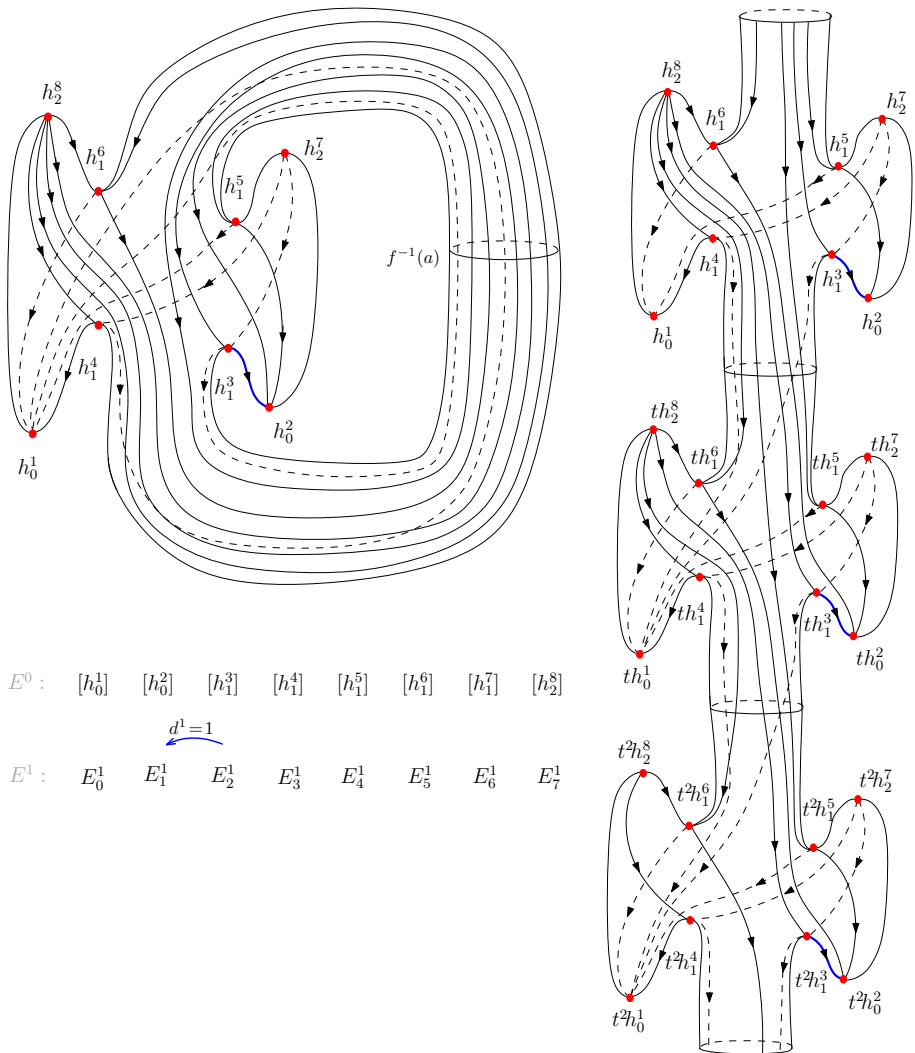 h_2^8
h_1^6
h_1^5
h_2^7
f^{-1}(a)
h_1^4
h_1^3
h_0^2
h_0^1
E^0 : [h_0^1] [h_0^2] [h_1^3] [h_1^4] [h_1^5] [h_1^6] [h_1^7] [h_2^8]
d^1=1
E^1 : E_0^1 E_1^1 E_2^1 E_3^1 E_4^1 E_5^1 E_6^1 E_7^1
h_2^8
h_1^6
h_1^5
h_2^7
h_1^4
h_1^3
h_0^1
h_0^2
th_2^8
th_1^6
th_1^5
th_2^7
th_1^4
th_1^3
th_0^1
th_0^2
t^2h_2^8
t^2h_1^6
t^2h_1^5
t^2h_2^7
t^2h_1^4
t^2h_1^3
t^2h_0^1
t^2h_0^2